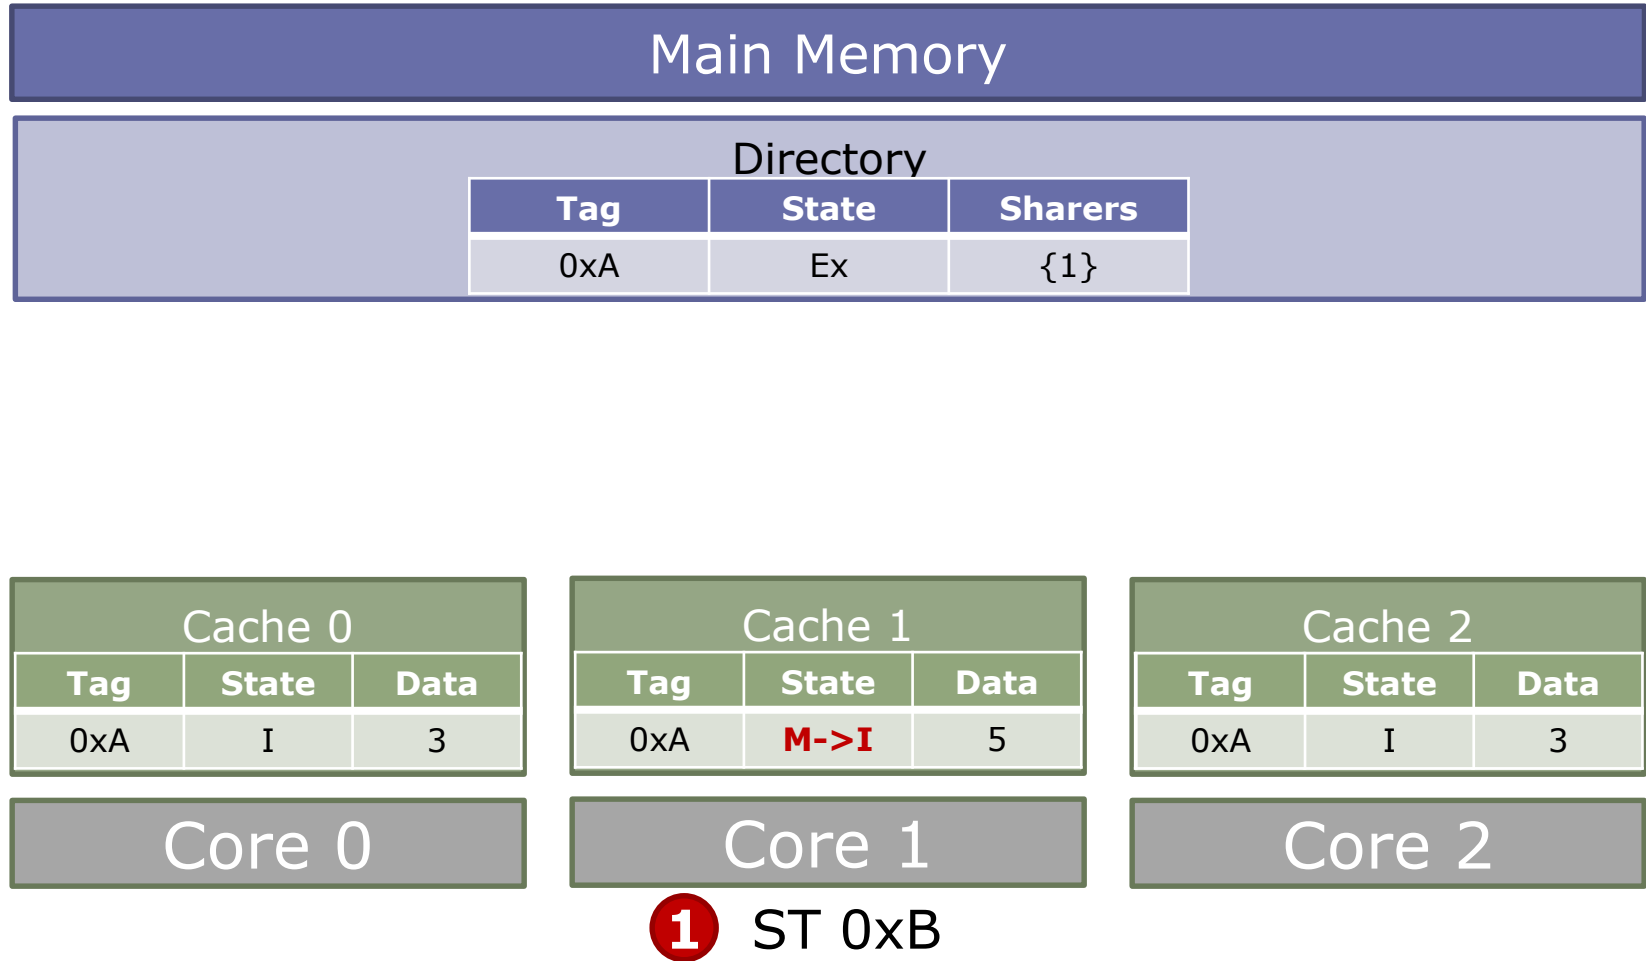 Main Memory
Directory
Tag State Sharers
0xA Ex {1}
Cache 0
Tag State Data
0xA I 3
Core 0
Cache 1
Tag State Data
0xA M->I 5
Core 1
Cache 2
Tag State Data
0xA I 3
Core 2
1 ST 0xB